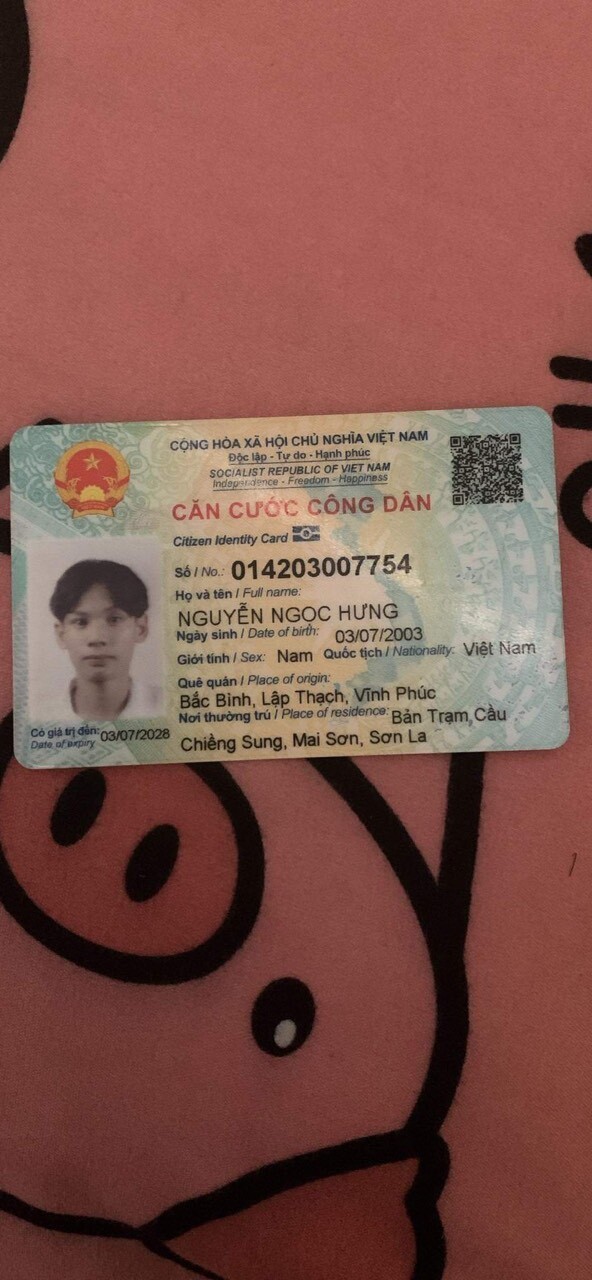 CỘNG HÒA XÃ HỘI CHỦ NGHĨA VIỆT NAM
Độc lập - Tự do - Hạnh phúc
SOCIALIST REPUBLIC OF VIET NAM
Independence - Freedom - Happiness
CĂN CƯỚC CÔNG DÂN
Citizen Identity Card
Số / No.: 014203007754
Họ và tên / Full name:
NGUYỄN NGỌC HƯNG
Ngày sinh / Date of birth: 03/07/2003
Giới tính / Sex: Nam Quốc tịch / Nationality: Việt Nam
Quê quán / Place of origin:
Bắc Bình, Lập Thạch, Vĩnh Phúc
Nơi thường trú / Place of residence: Bản Trạm Cầu
Chiềng Sung, Mai Sơn, Sơn La
Có giá trị đến: 03/07/2028
Date of expiry